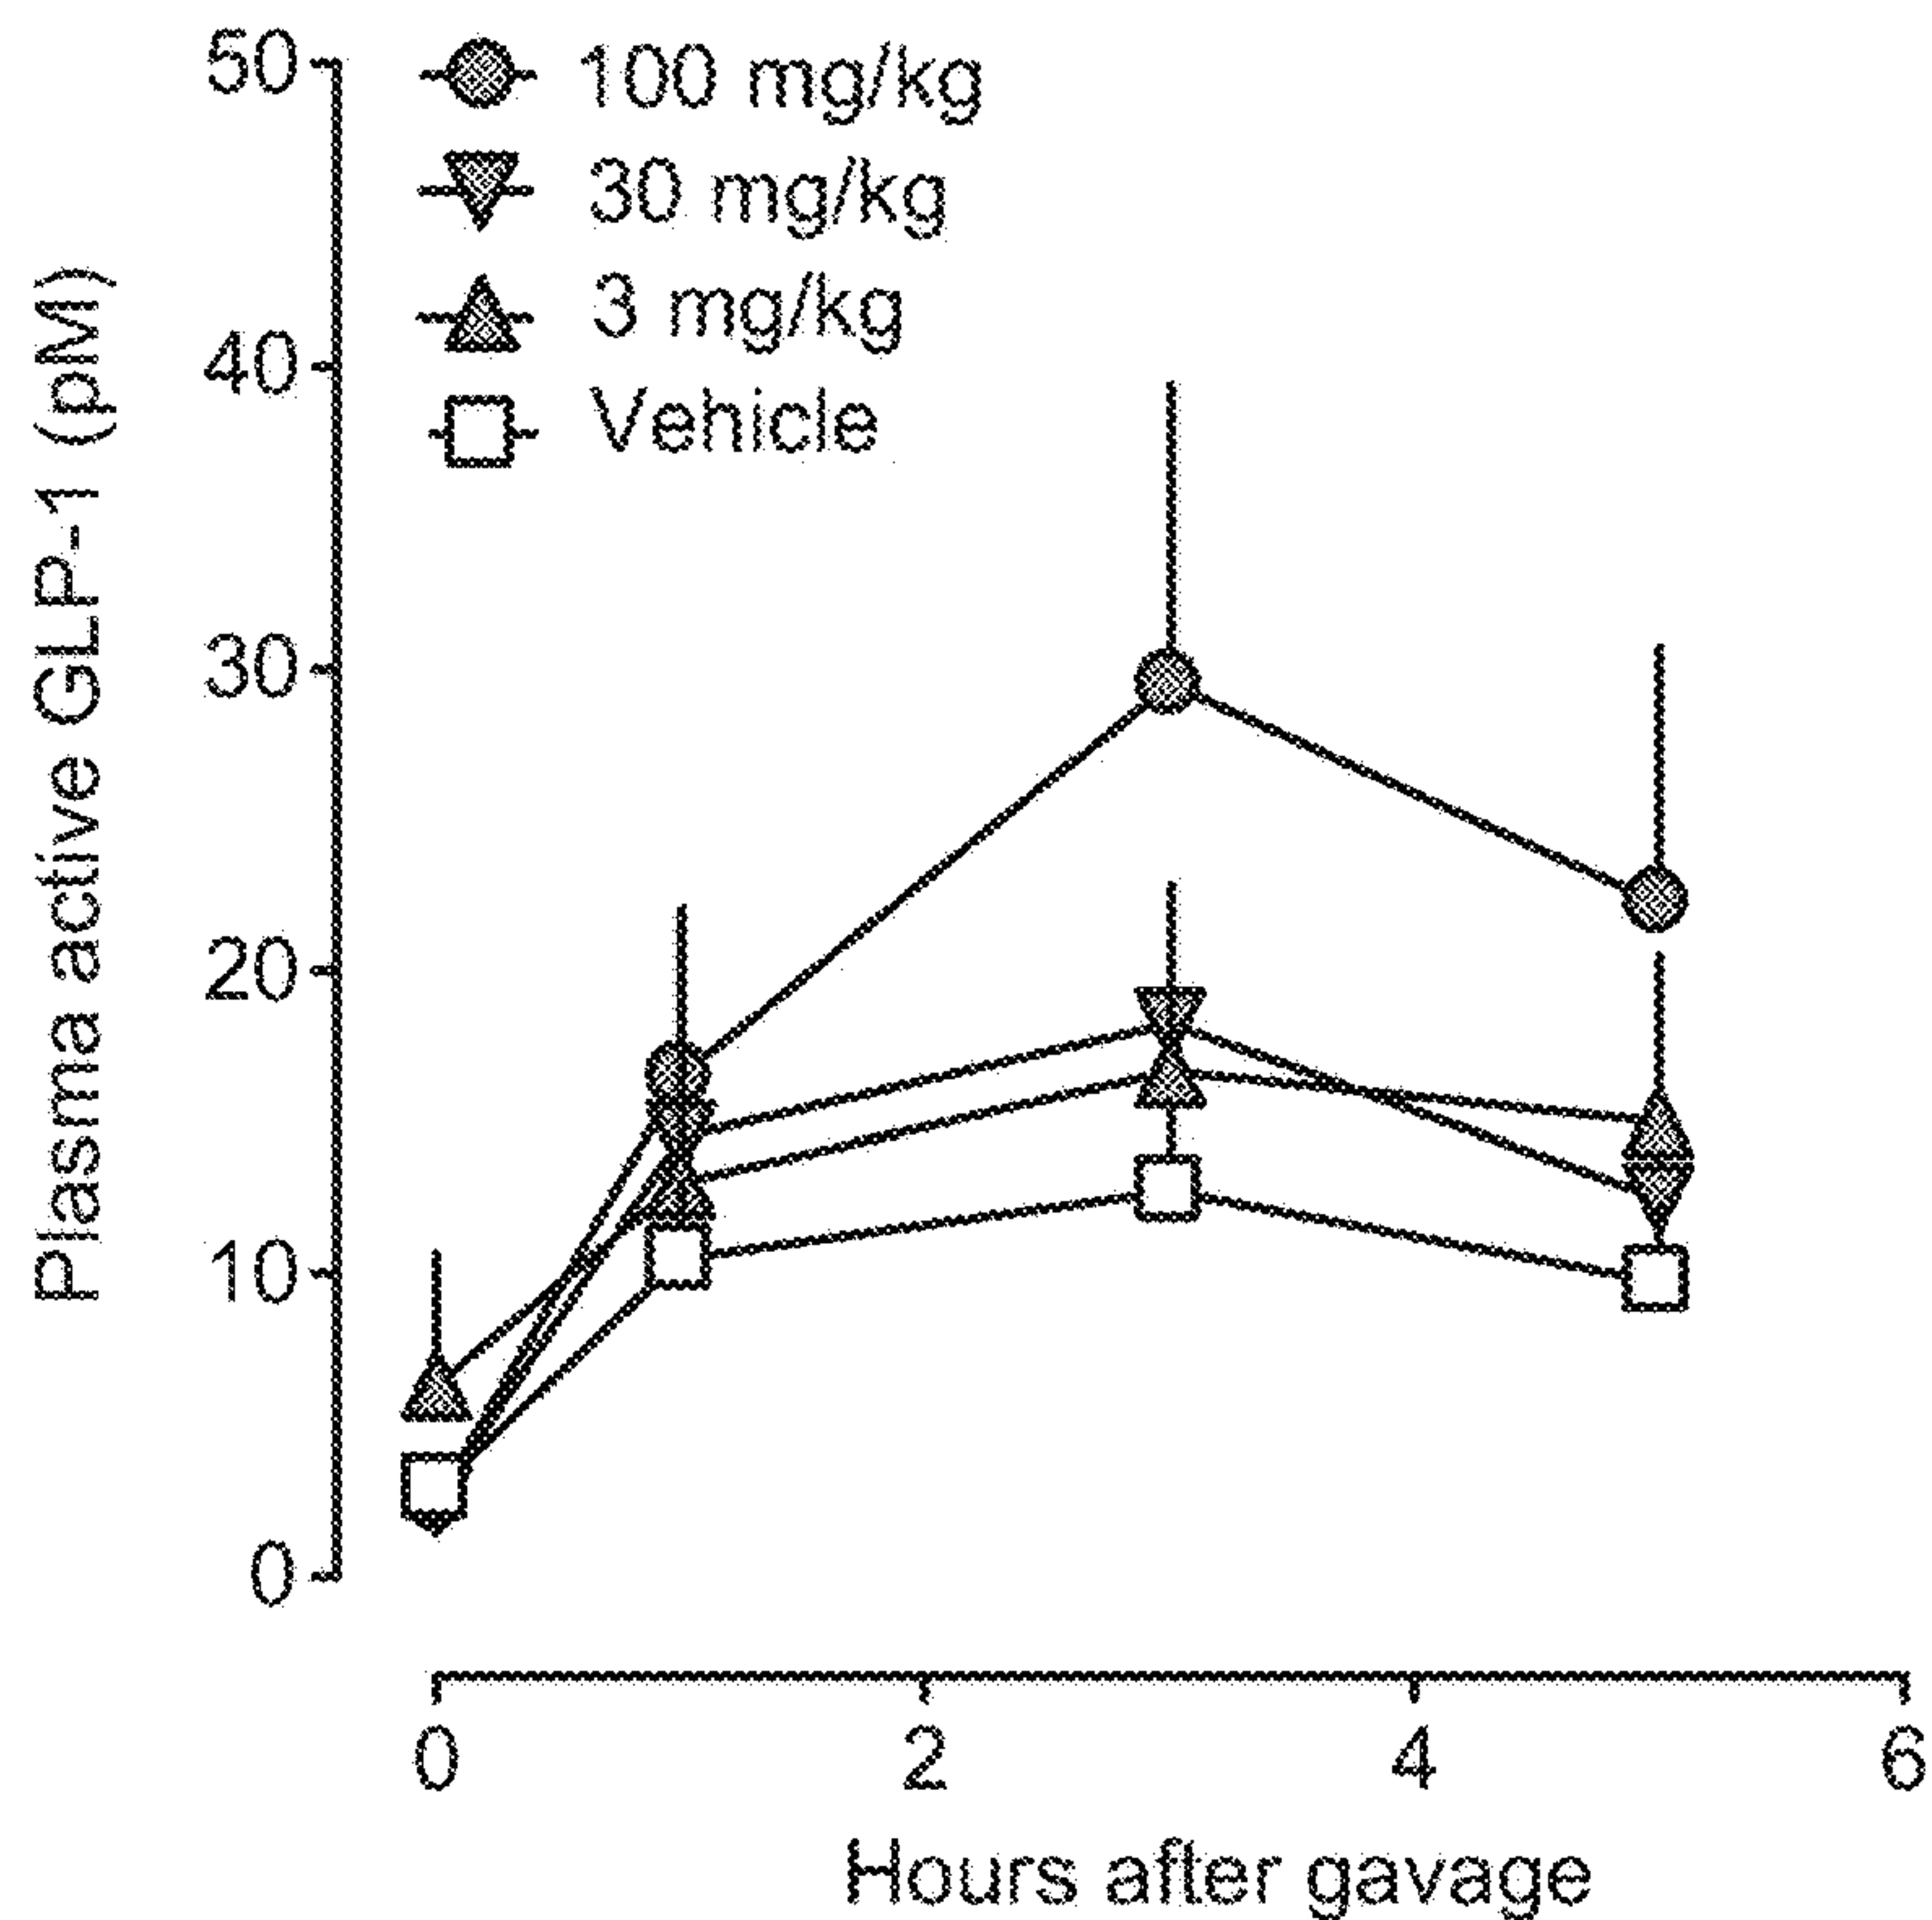 100 mg/kg
30 mg/kg
3 mg/kg
Vehicle
Plasma active GLP-1 (pM)
50
40
30
20
10
0
0 2 4 6
Hours after gavage